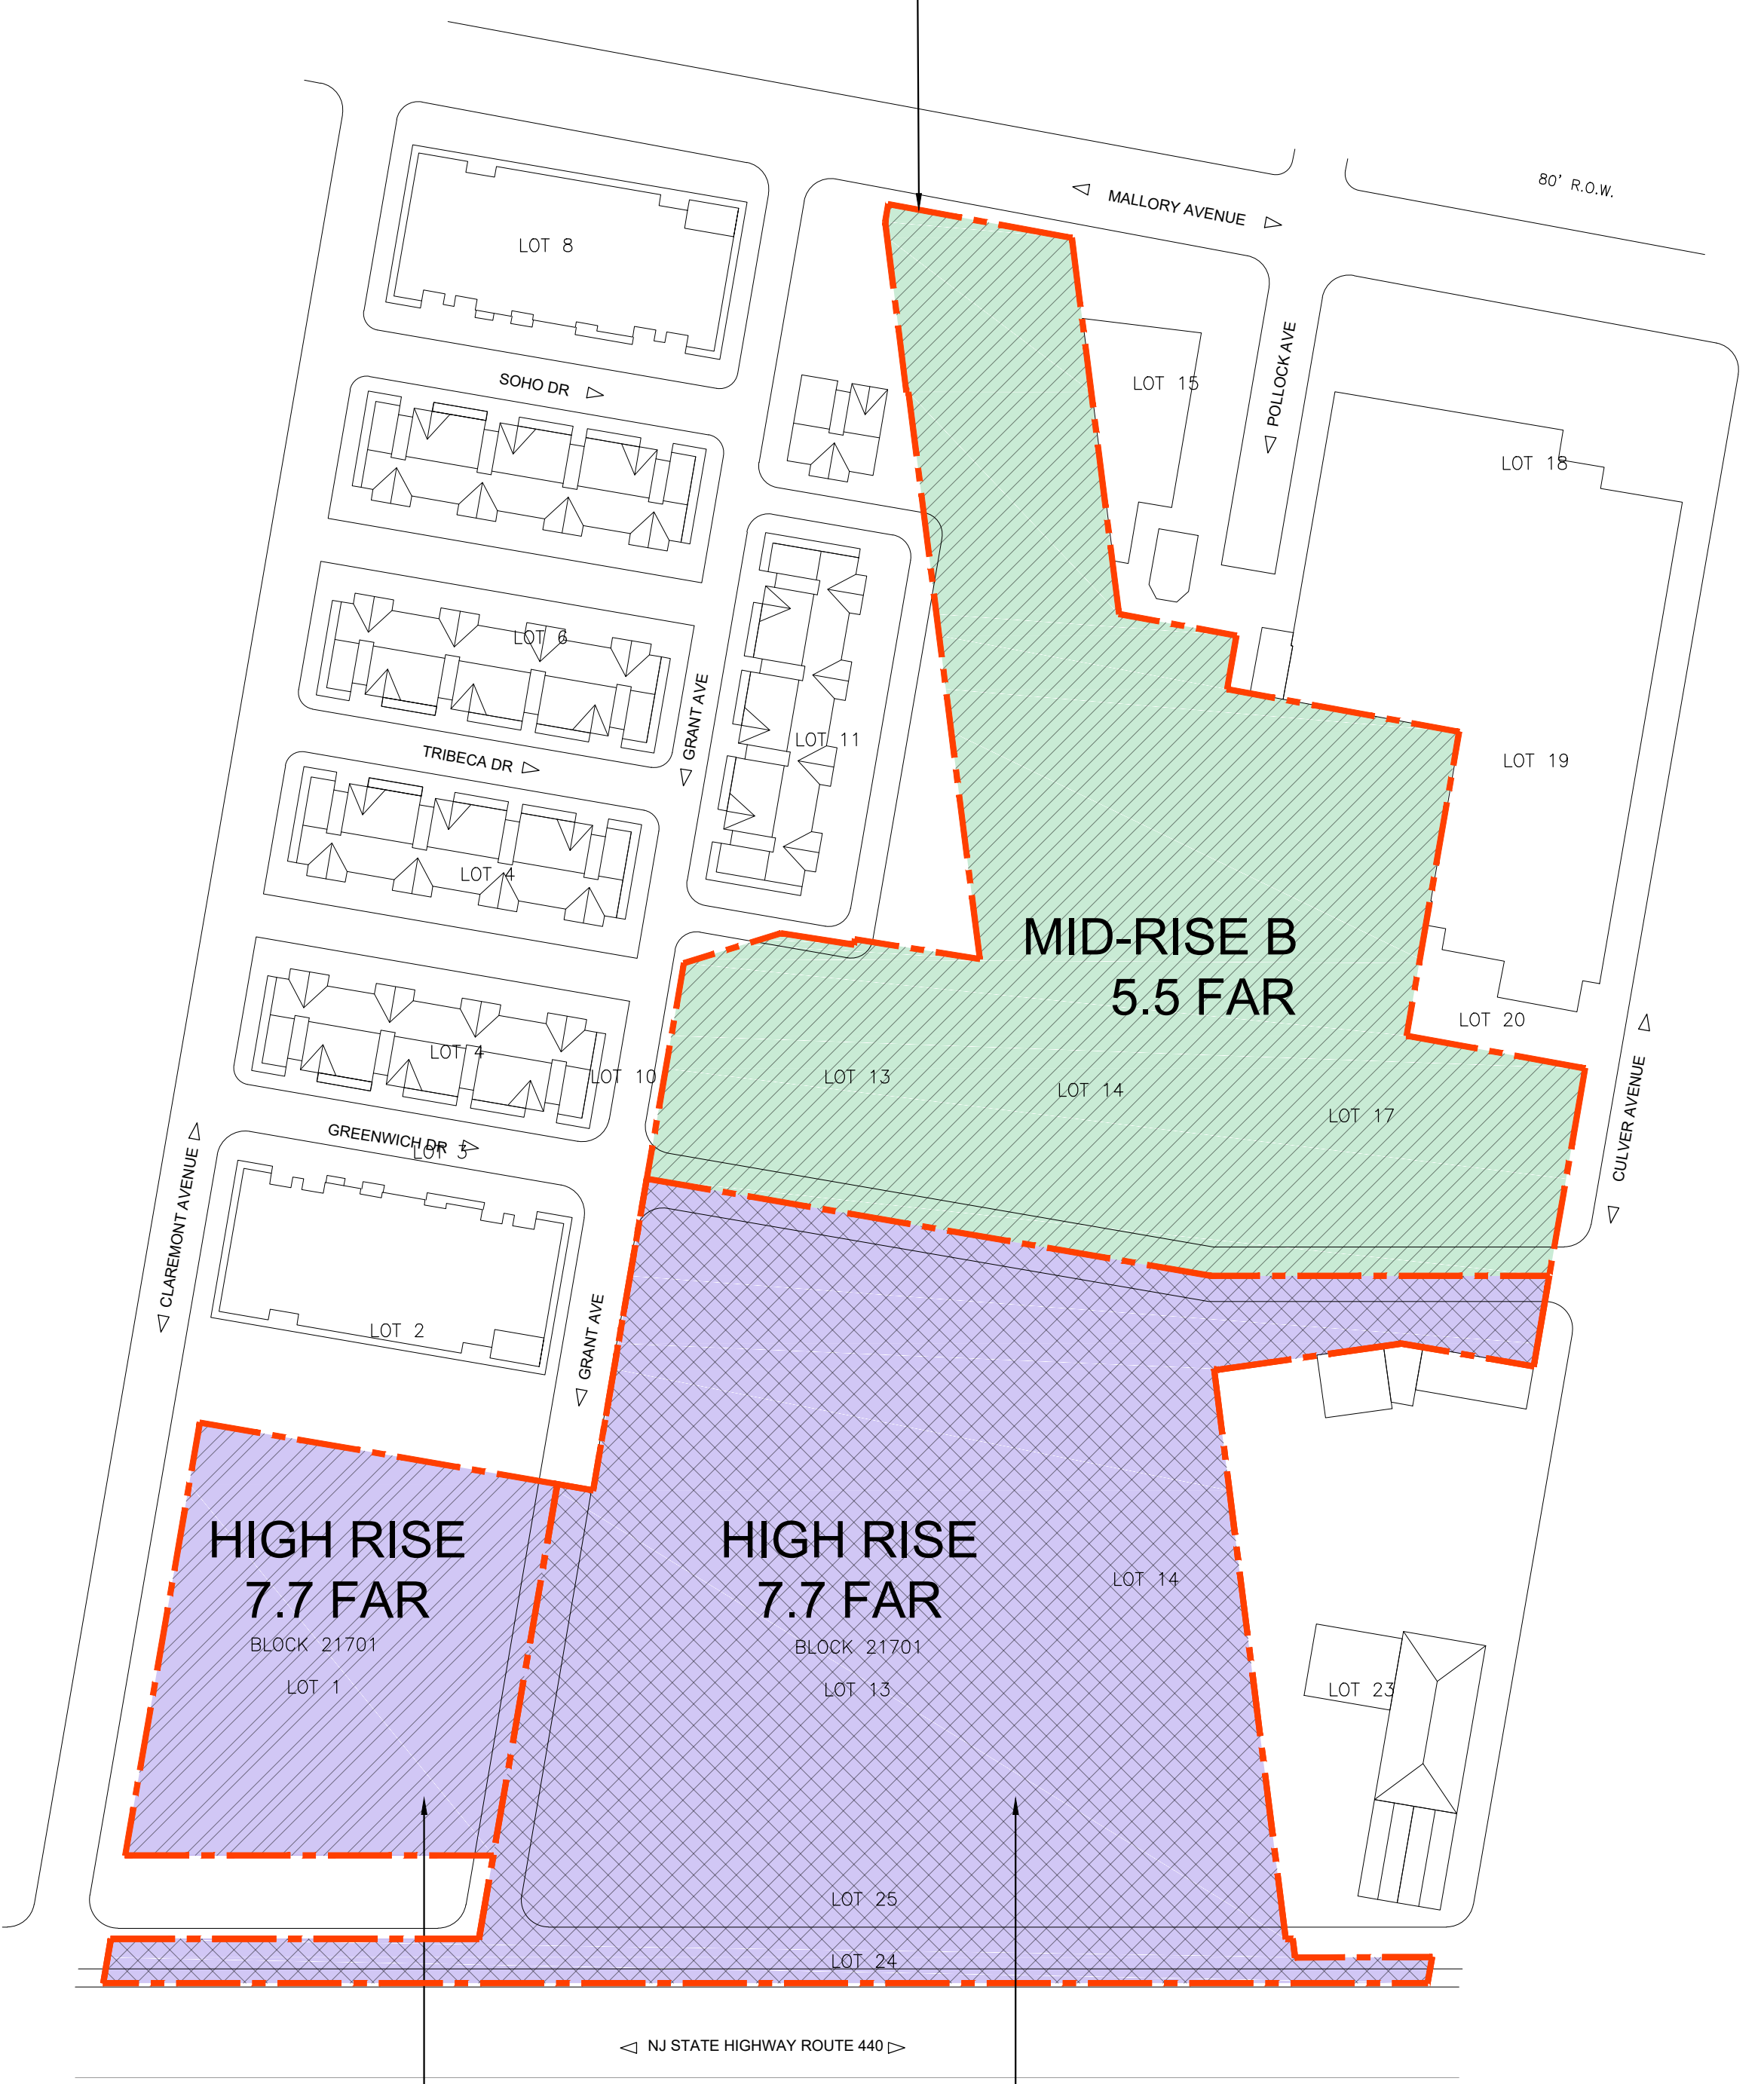 80' R.O.W.
MALLORY AVENUE
LOT 8
SOHO DR
LOT 15
POLLOCK AVE
LOT 18
LOT 6
GRANT AVE
LOT 11
TRIBECA DR
LOT 19
LOT 4
MID-RISE B
5.5 FAR
LOT 20
LOT 4
LOT 10
LOT 13
LOT 14
LOT 17
CULVER AVENUE
GREENWICH DR
LOT 3
CLAREMONT AVENUE
LOT 2
GRANT AVE
HIGH RISE
7.7 FAR
BLOCK 21701
LOT 1
HIGH RISE
7.7 FAR
BLOCK 21701
LOT 13
LOT 14
LOT 23
LOT 25
LOT 24
NJ STATE HIGHWAY ROUTE 440